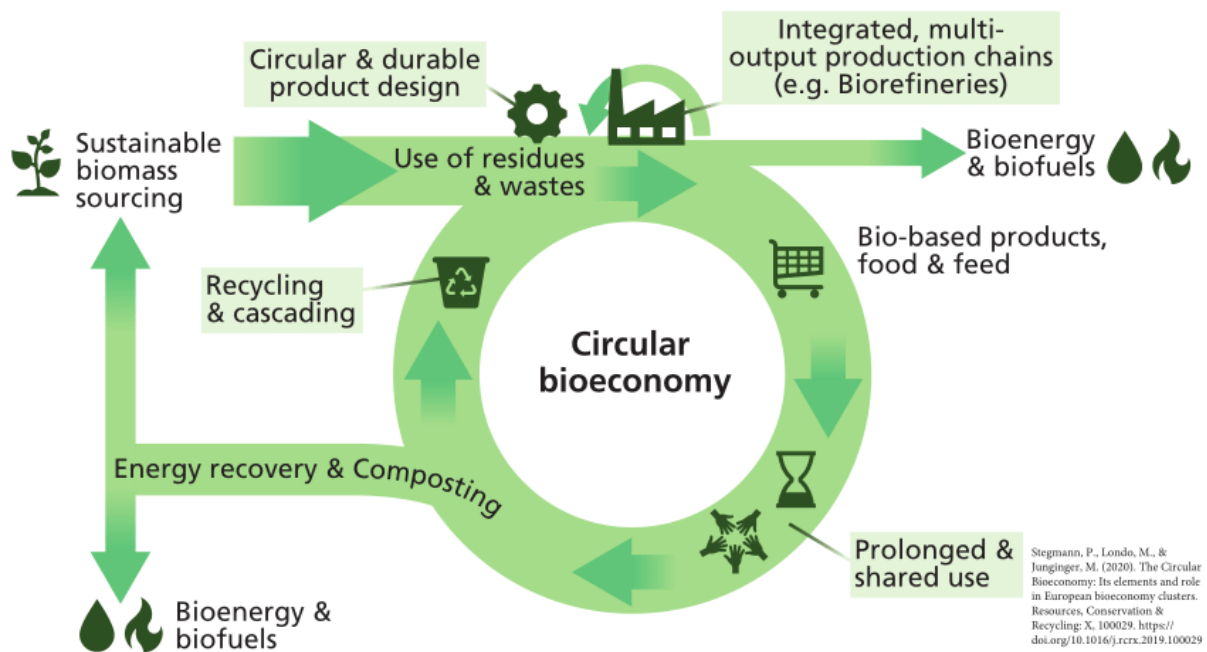 Circular & durable
product design
Integrated, multi-
output production chains
(e.g. Biorefineries)
Sustainable
biomass
sourcing
Use of residues
& wastes
Bioenergy
& biofuels
Bio-based products,
food & feed
Recycling
& cascading
Circular
bioeconomy
Energy recovery & Composting
Prolonged &
shared use
Bioenergy &
biofuels
Stegmann, P., Londo, M., &
Junginger, M. (2020). The Circular
Bioeconomy: Its elements and role
in European bioeconomy clusters.
Resources, Conservation &
Recycling: X, 100029. https://
doi.org/10.1016/j.rcrx.2019.100029